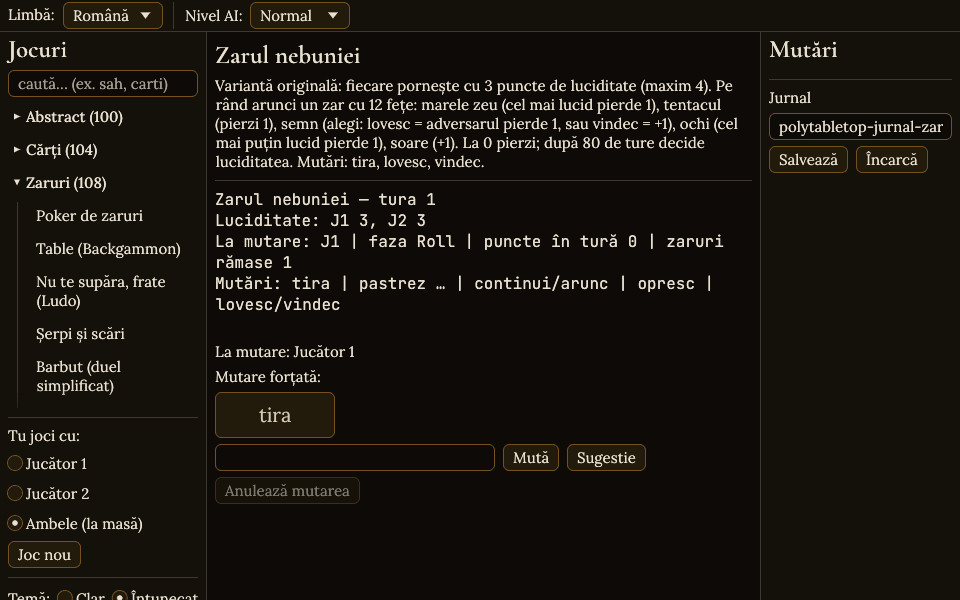 Limbă: Română Nivel AI: Normal
Jocuri
caută... (ex. sah, carti)
Abstract (100)
Cărți (104)
Zaruri (108)
Poker de zaruri
Table (Backgammon)
Nu te supăra, frate
(Ludo)
Șerpi și scări
Barbut (duel
simplificat)
Tu joci cu:
Jucător 1
Jucător 2
Ambele (la masă)
Joc nou
Temă: Clar Întunecat
Zarul nebuniei
Variantă originală: fiecare pornește cu 3 puncte de luciditate (maxim 4). Pe
rând arunci un zar cu 12 fețe: marele zeu (cel mai lucid pierde 1), tentacul
(pierzi 1), semn (alegi: lovesc = adversarul pierde 1, sau vindec = +1), ochi (cel
mai puțin lucid pierde 1), soare (+1). La 0 pierzi; după 80 de ture decide
luciditatea. Mutări: tira, lovesc, vindec.
Zarul nebuniei — tura 1
Luciditate: J1 3, J2 3
La mutare: J1 | faza Roll | puncte în tură 0 | zaruri
rămase 1
Mutări: tira | pastrez … | continui/arunc | opresc |
lovesc/vindec
La mutare: Jucător 1
Mutare forțată:
tira
Mută Sugestie
Anulează mutarea
Mutări
Jurnal
polytabletop-jurnal-zar
Salvează Încarcă